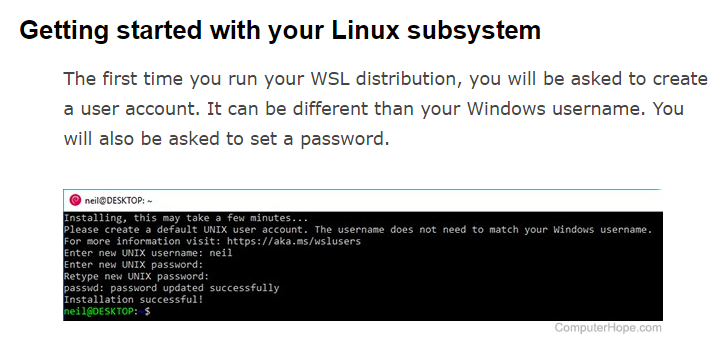 Getting started with your Linux subsystem
The first time you run your WSL distribution, you will be asked to create
a user account. It can be different than your Windows username. You
will also be asked to set a password.
neil@DESKTOP: ~
Installing, this may take a few minutes...
Please create a default UNIX user account. The username does not need to match your Windows username.
For more information visit: https://aka.ms/wslusers
Enter new UNIX username: neil
Enter new UNIX password:
Retype new UNIX password:
passwd: password updated successfully
Installation successful!
neil@DESKTOP:~$
ComputerHope.com